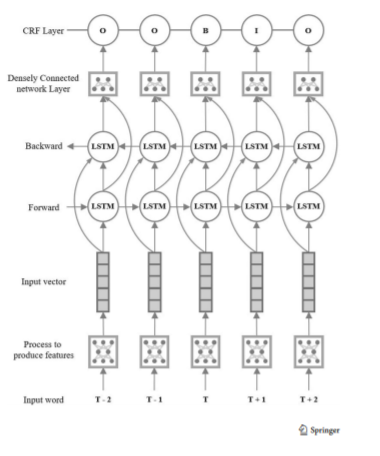 CRF Layer O O B I O
Densely Connected
network Layer
Backward LSTM LSTM LSTM LSTM LSTM
Forward LSTM LSTM LSTM LSTM LSTM
Input vector
Process to
produce features
Input word T - 2 T - 1 T T + 1 T + 2
Springer